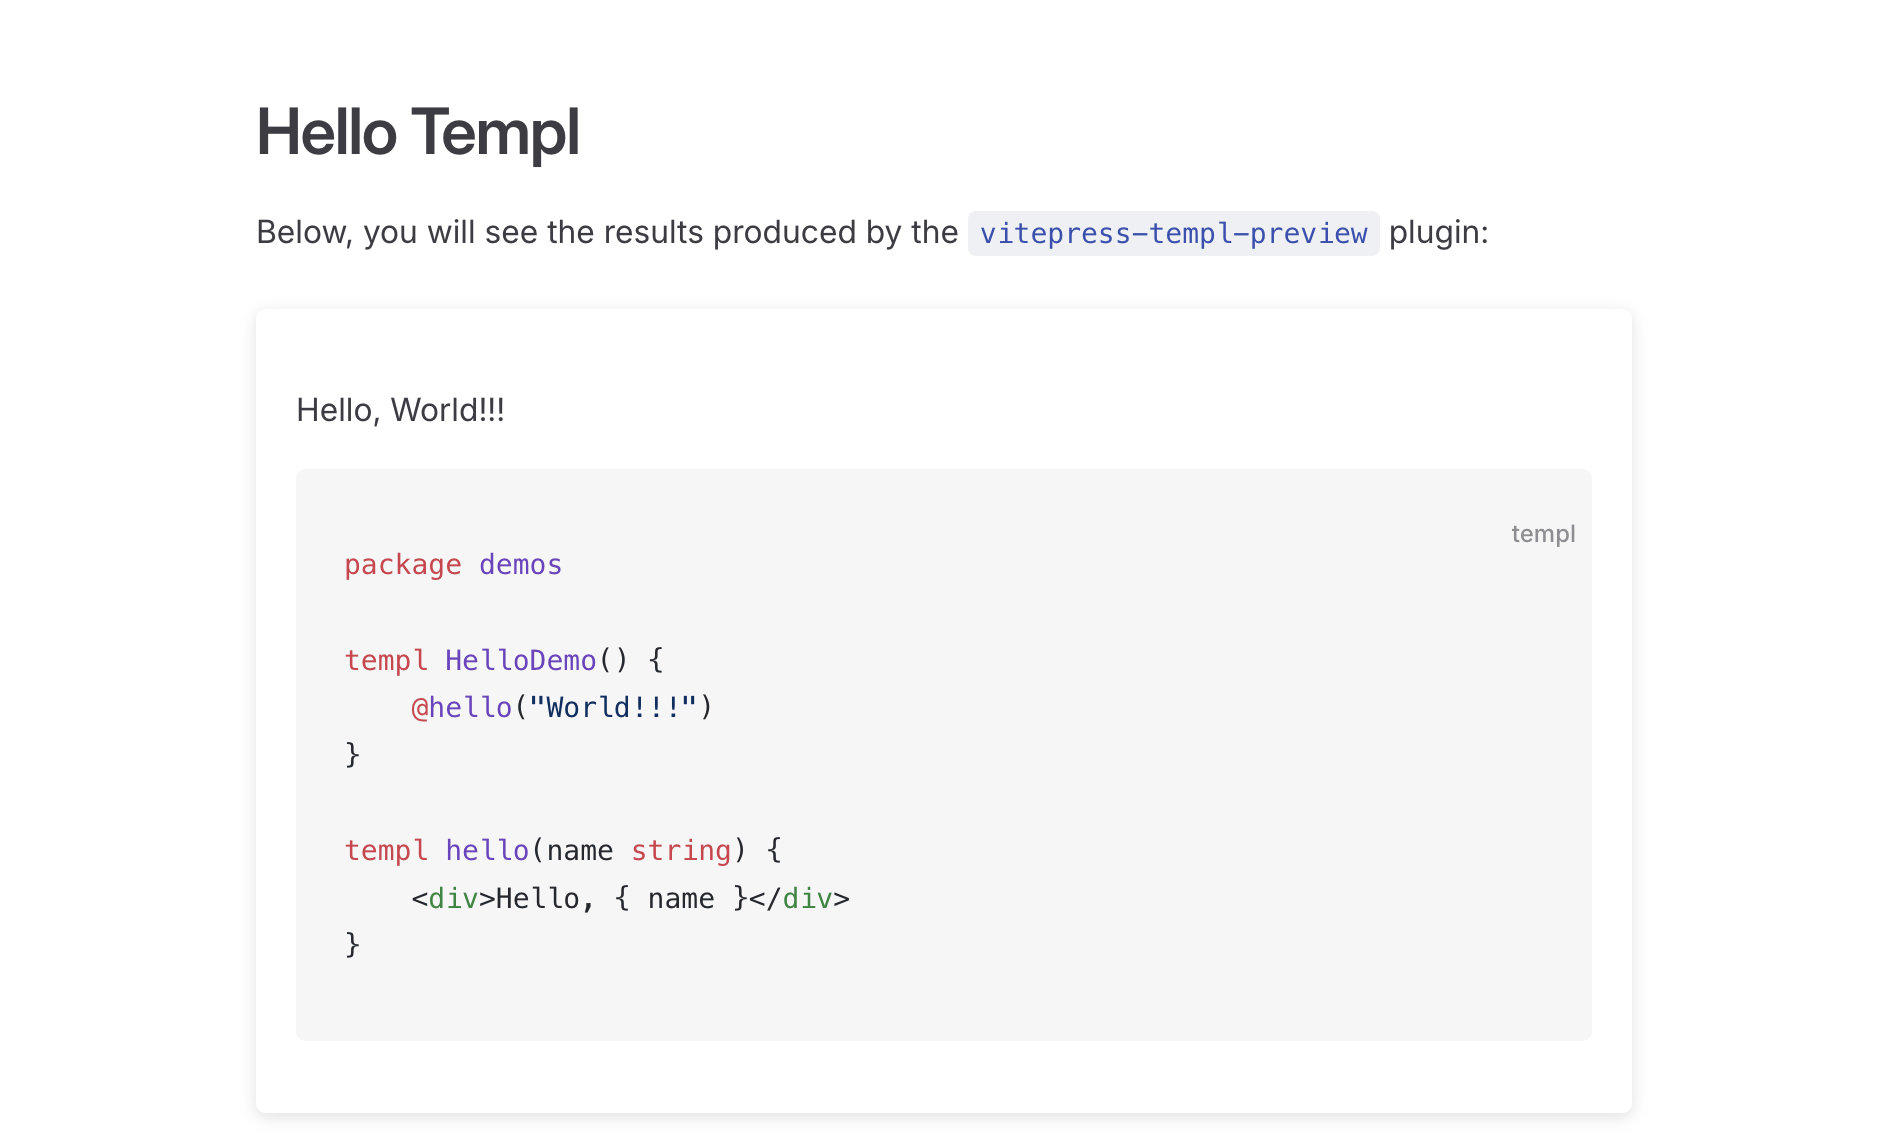 Hello Templ
Below, you will see the results produced by the vitepress-templ-preview plugin:
Hello, World!!!
templ
package demos
templ HelloDemo() {
    @hello("World!!!")
}
templ hello(name string) {
    <div>Hello, { name }</div>
}